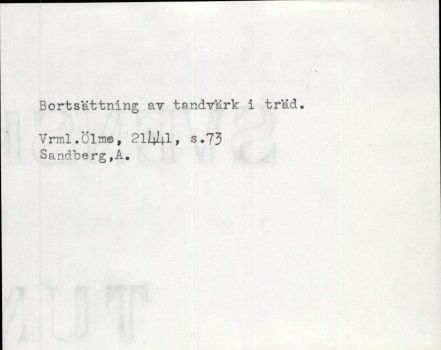 Bortsättning av tandvärk i träd.
Vrml.Ölme, 21441, s.73
Sandberg,A.